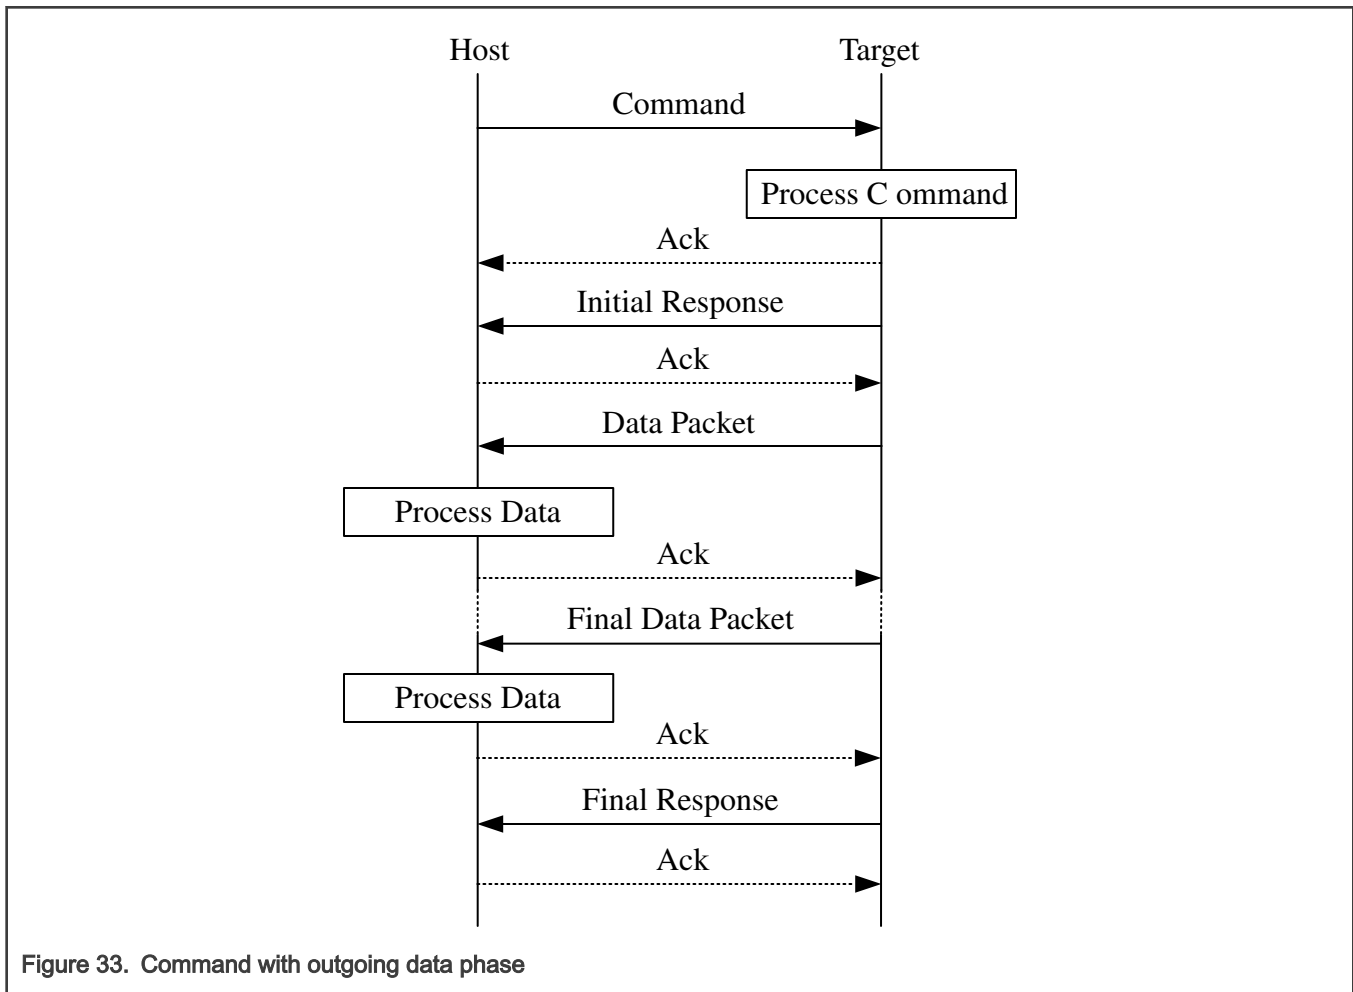 Host Target
Command
Process C ommand
Ack
Initial Response
Ack
Data Packet
Process Data
Ack
Final Data Packet
Process Data
Ack
Final Response
Ack
Figure 33. Command with outgoing data phase